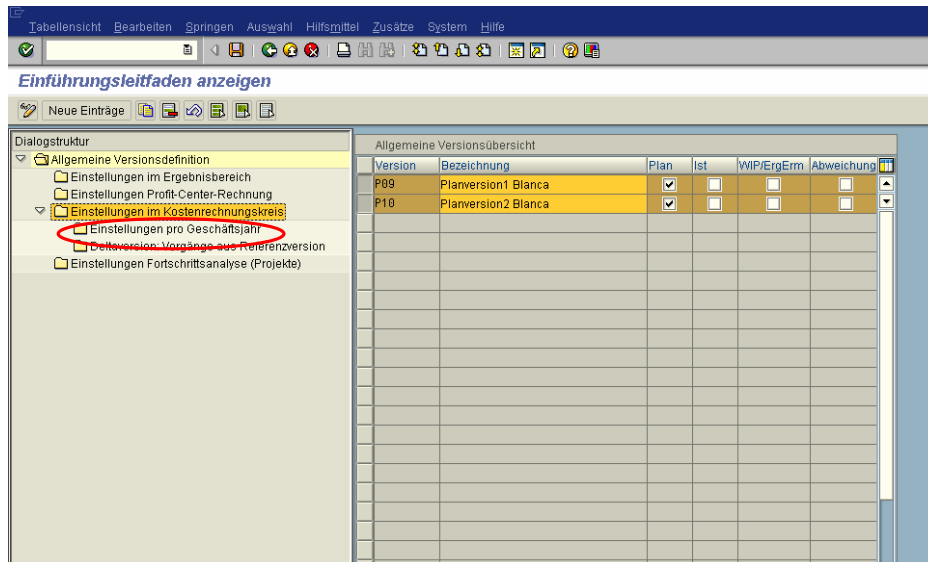 Tabellensicht Bearbeiten Springen Auswahl Hilfsmittel Zusätze System Hilfe
Einführungsleitfaden anzeigen
Neue Einträge
Dialogstruktur
Allgemeine Versionsdefinition
Einstellungen im Ergebnisbereich
Einstellungen Profit-Center-Rechnung
Einstellungen im Kostenrechnungskreis
Einstellungen pro Geschäftsjahr
Deltaversion: Vorgänge aus Referenzversion
Einstellungen Fortschrittsanalyse (Projekte)
Allgemeine Versionsübersicht
Version Bezeichnung Plan Ist WIP/ErgErm Abweichung
P09 Planversion1 Blanca
P10 Planversion2 Blanca